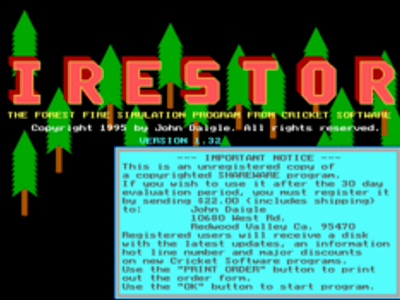 IRESTOR
THE FOREST FIRE SIMULATION PROGRAM FROM CRICKET SOFTWARE
Copyright 1995 by John Daigle. All rights reserved.
VERSION 1.32
--- IMPORTANT NOTICE ---
This is an unregistered copy of
a copyrighted SHAREWARE program.
If you wish to use it after the 30 day
evaluation period, you must register it
by sending $22.00 (includes shipping)
to: John Daigle
10680 West Rd.
Redwood Valley Ca. 95470
Registered users will receive a disk
with the latest updates, an information
hot line number and major discounts
on new Cricket Software programs.
Use the "PRINT ORDER" button to print
out the order form.
Use the "OK" button to start program.